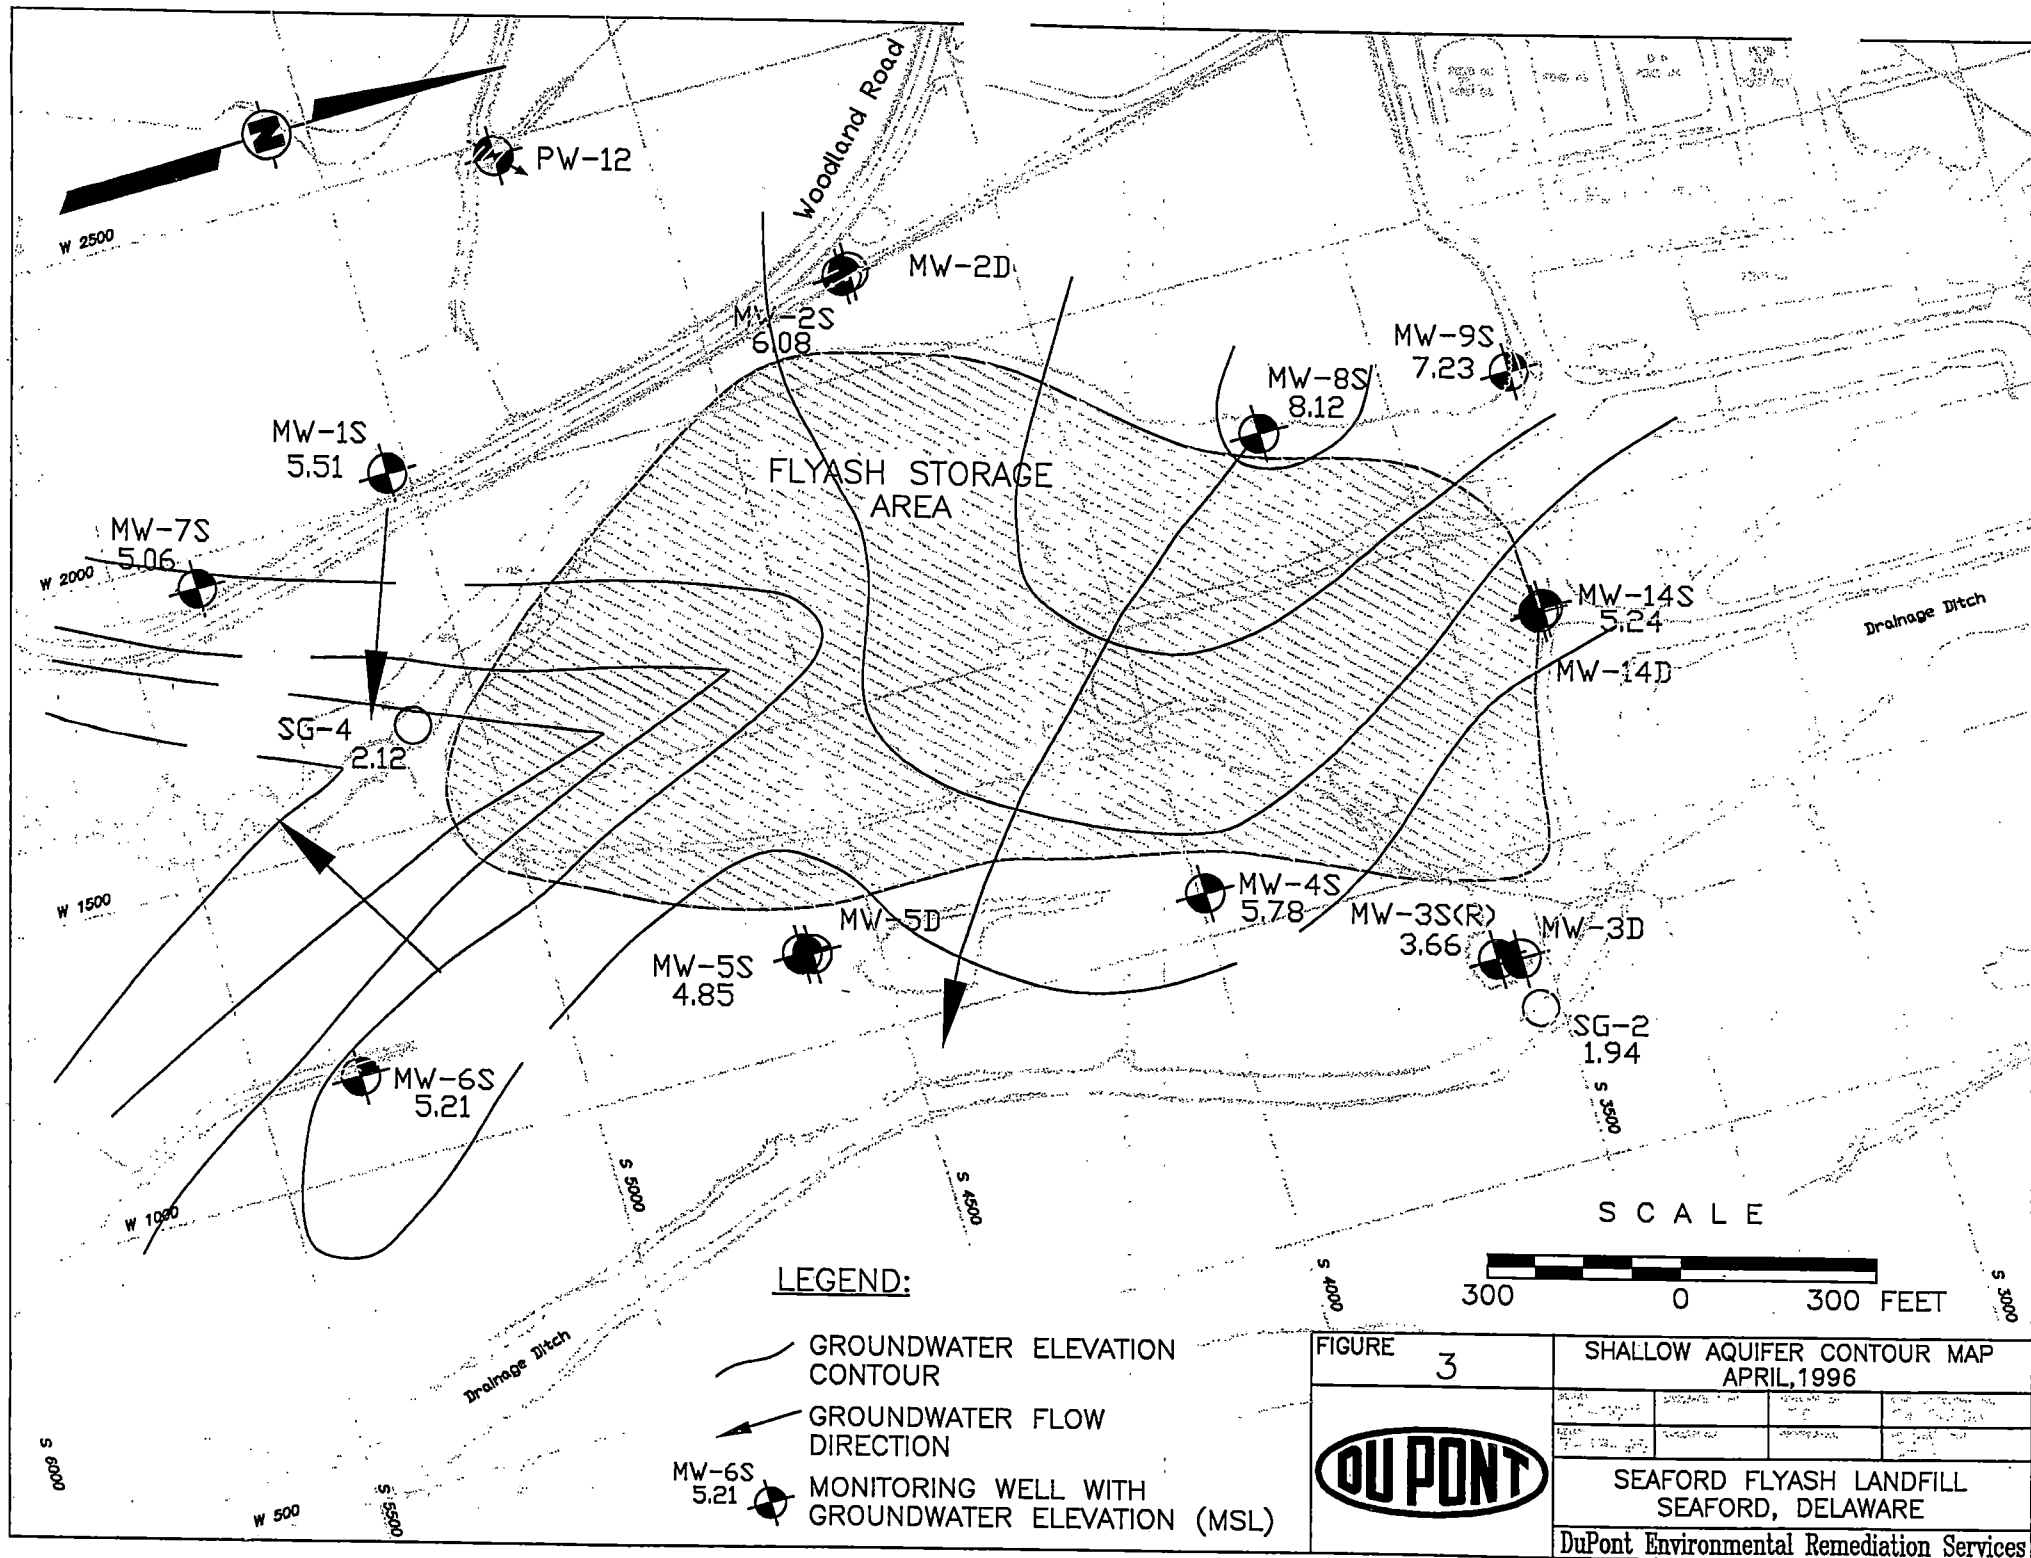 Woodland Road
N
PW-12
W 2500
MW-2D
MW-2S
6.08
MW-9S
7.23
MW-8S
8.12
MW-1S
5.51
FLYASH STORAGE
AREA
MW-7S
5.06
W 2000
MW-14S
5.24
Drainage Ditch
MW-14D
SG-4
2.12
W 1500
MW-4S
5.78
MW-5D
MW-3S(R)
3.66
MW-3D
MW-5S
4.85
SG-2
1.94
MW-6S
5.21
S 3500
S 5000
S 4500
W 1000
SCALE
S 4000
S 3000
300 0 300 FEET
LEGEND:
GROUNDWATER ELEVATION
CONTOUR
GROUNDWATER FLOW
DIRECTION
MW-6S
5.21
MONITORING WELL WITH
GROUNDWATER ELEVATION (MSL)
Drainage Ditch
S 6000
S 5500
W 500
FIGURE
3
SHALLOW AQUIFER CONTOUR MAP
APRIL,1996
DU PONT
SEAFORD FLYASH LANDFILL
SEAFORD, DELAWARE
DuPont Environmental Remediation Services